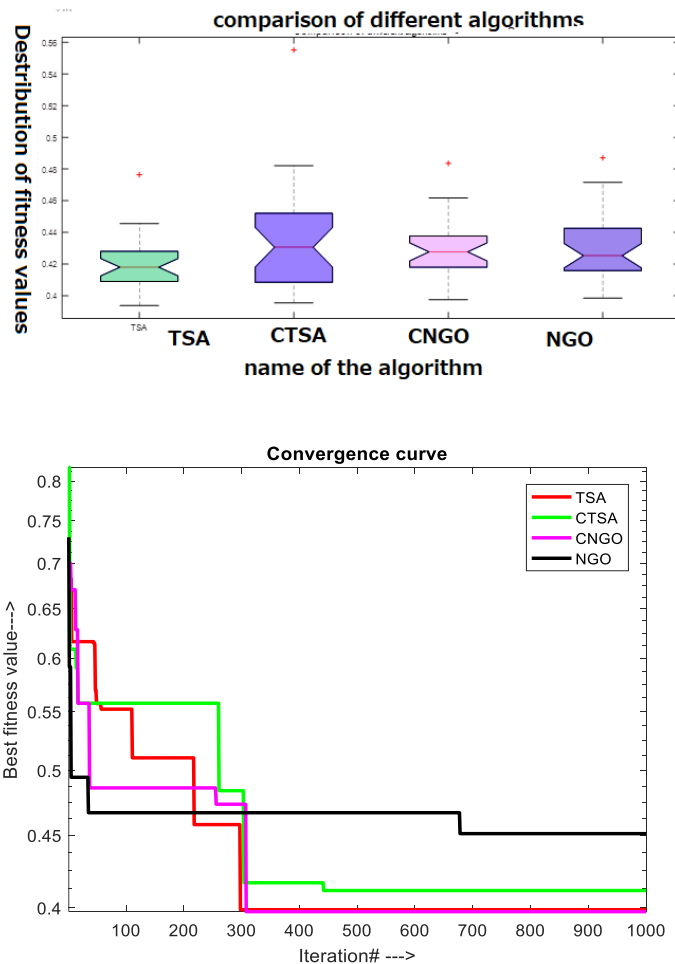 comparison of different algorithms
Destribution of fitness values
0.56
0.54
0.52
0.5
0.48
0.46
0.44
0.42
0.4
TSA
TSA CTSA CNGO NGO
name of the algorithm
Convergence curve
Best fitness value--->
0.8
0.75
0.7
0.65
0.6
0.55
0.5
0.45
0.4
TSA
CTSA
CNGO
NGO
100 200 300 400 500 600 700 800 900 1000
Iteration# --->